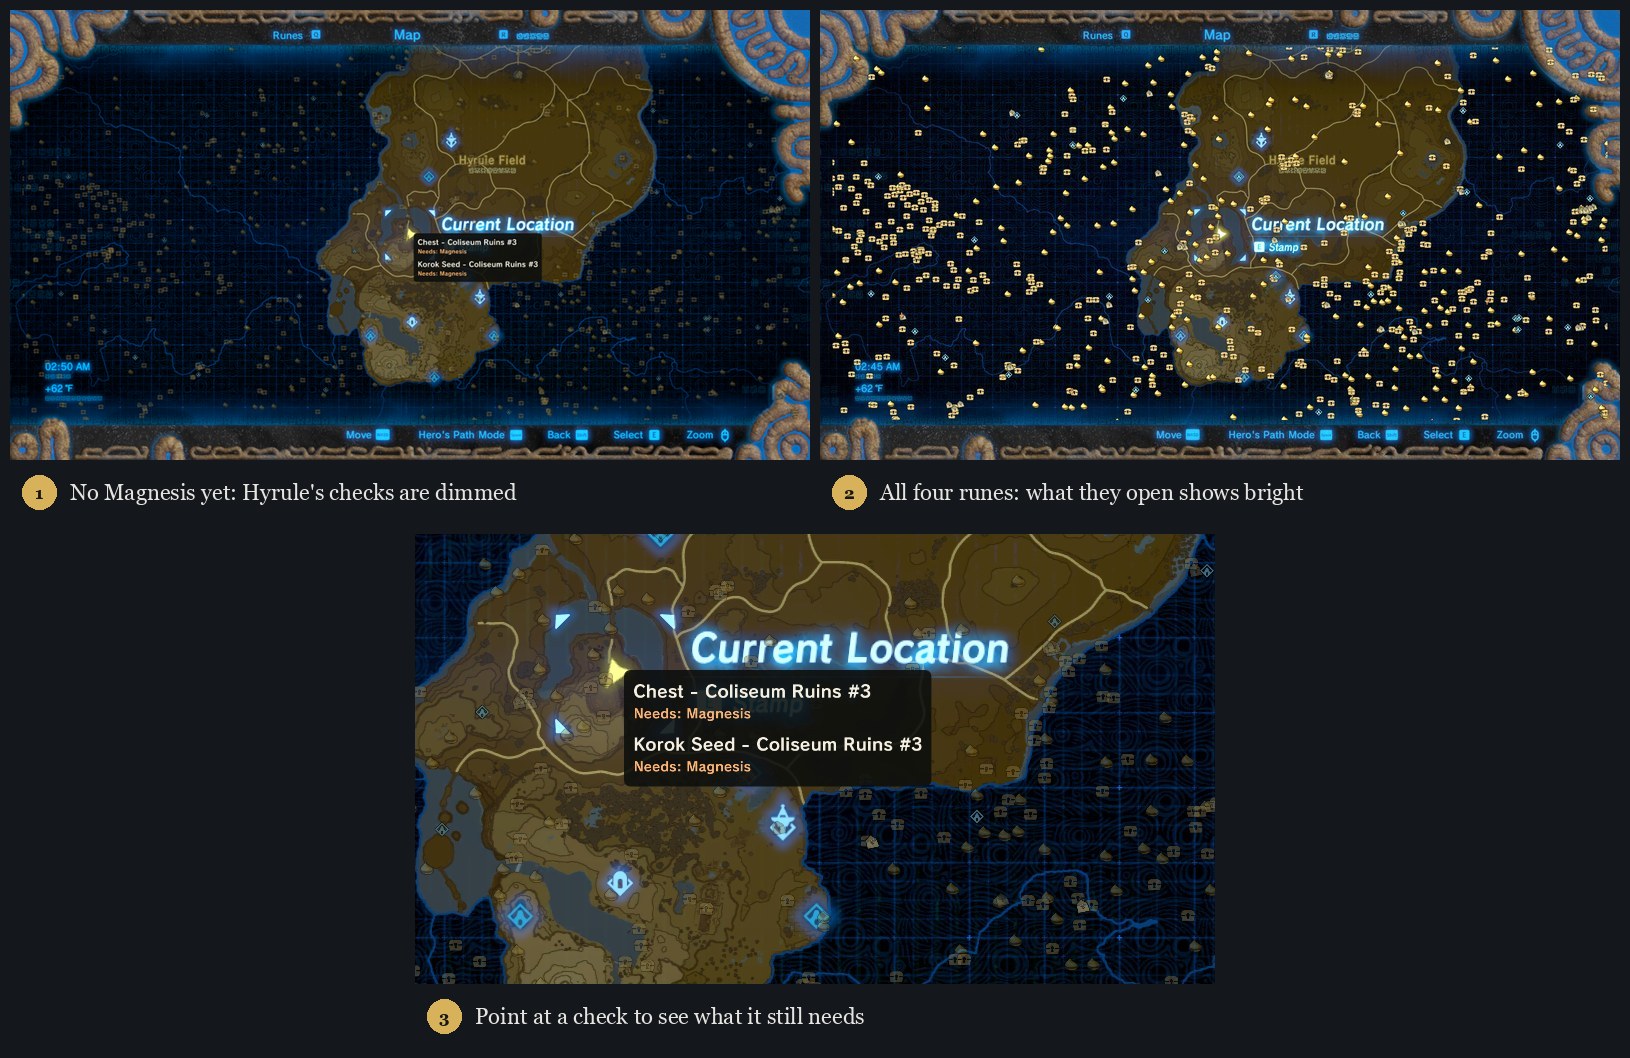 Runes
Map
Hyrule Field
Current Location
Chest - Coliseum Ruins #3
Needs: Magnesis
Korok Seed - Coliseum Ruins #3
Needs: Magnesis
02:50 AM
+62°F
Move
Hero's Path Mode
Back
Select E
Zoom
1 No Magnesis yet: Hyrule's checks are dimmed
Runes
Map
Hyrule Field
Current Location
E Stamp
02:45 AM
+62°F
Move
Hero's Path Mode
Back
Select E
Zoom
2 All four runes: what they open shows bright
Current Location
Stamp
Chest - Coliseum Ruins #3
Needs: Magnesis
Korok Seed - Coliseum Ruins #3
Needs: Magnesis
3 Point at a check to see what it still needs